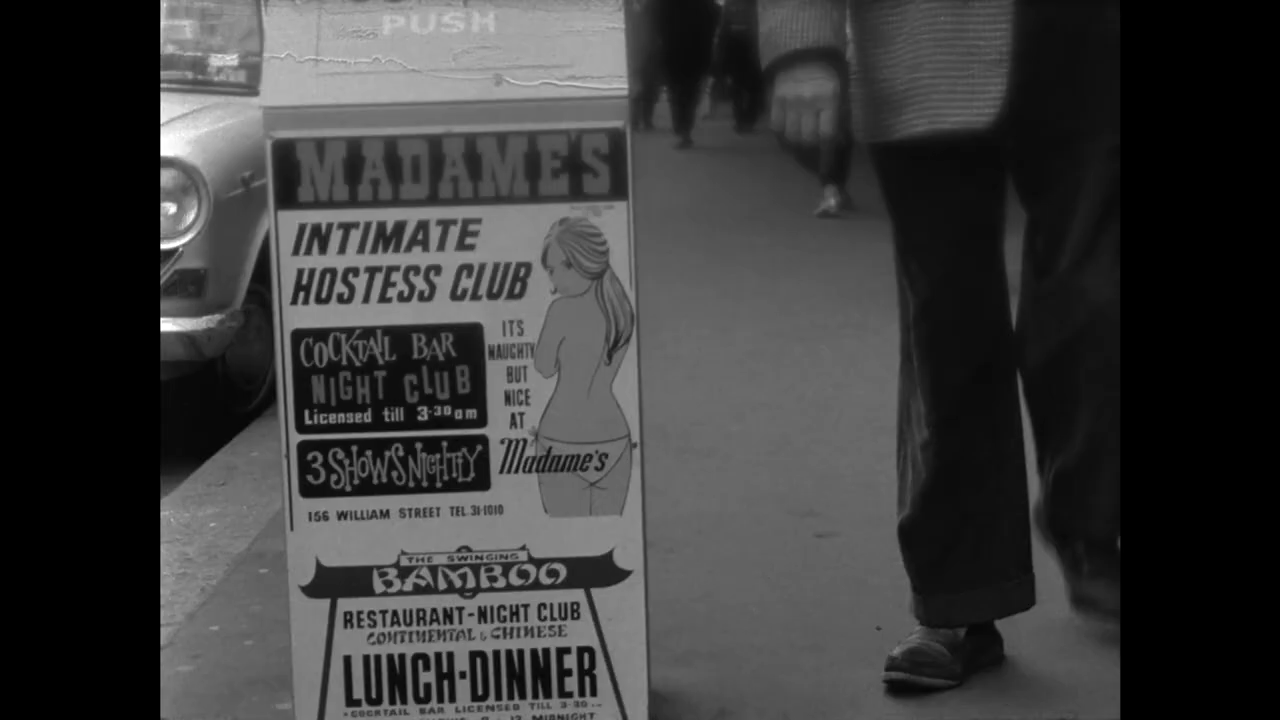 PUSH
MADAME'S
INTIMATE
HOSTESS CLUB
COCKTAIL BAR
NIGHT CLUB
Licensed till 3-30am
3 SHOWS NIGHTLY
IT'S
NAUGHTY
BUT
NICE
AT
Madame's
156 WILLIAM STREET TEL.31-1010
THE SWINGING
BAMBOO
RESTAURANT-NIGHT CLUB
CONTINENTAL & CHINESE
LUNCH-DINNER
COCKTAIL BAR LICENSED TILL 3-30
MIDNIGHT